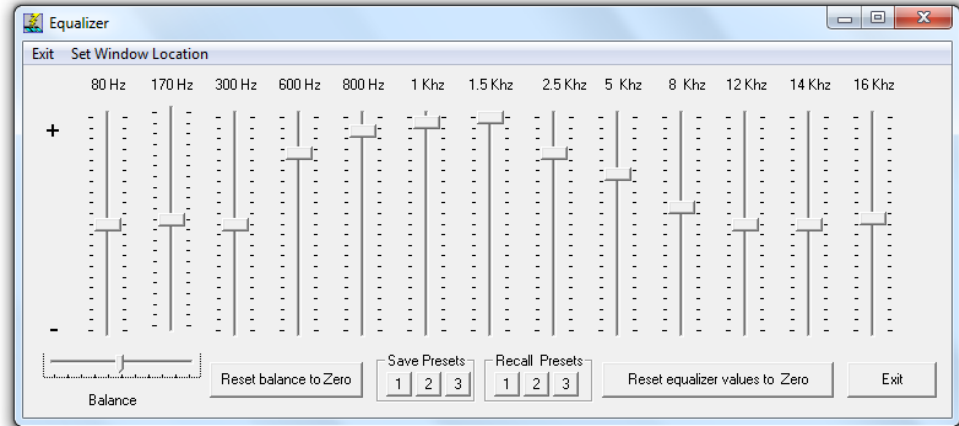 Equalizer
Exit Set Window Location
80 Hz 170 Hz 300 Hz 600 Hz 800 Hz 1 Khz 1.5 Khz 2.5 Khz 5 Khz 8 Khz 12 Khz 14 Khz 16 Khz
+
-
Save Presets Recall Presets
Reset balance to Zero 1 2 3 1 2 3 Reset equalizer values to Zero Exit
Balance